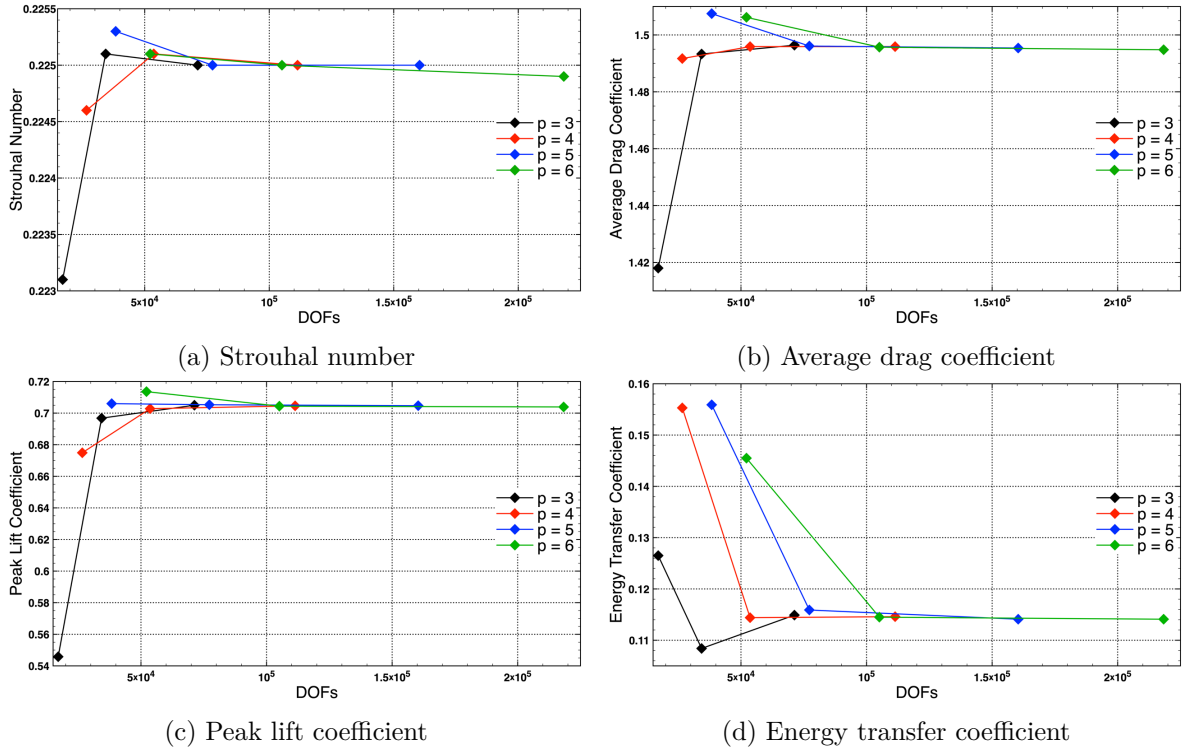 0.2255
0.225
0.2245
0.224
0.2235
0.223
Strouhal Number
p = 3
p = 4
p = 5
p = 6
5×10⁴
10⁵
1.5×10⁵
2×10⁵
DOFs
(a) Strouhal number
1.5
1.48
1.46
1.44
1.42
Average Drag Coefficient
p = 3
p = 4
p = 5
p = 6
5×10⁴
10⁵
1.5×10⁵
2×10⁵
DOFs
(b) Average drag coefficient
0.72
0.7
0.68
0.66
0.64
0.62
0.6
0.58
0.56
0.54
Peak Lift Coefficient
p = 3
p = 4
p = 5
p = 6
5×10⁴
10⁵
1.5×10⁵
2×10⁵
DOFs
(c) Peak lift coefficient
0.16
0.15
0.14
0.13
0.12
0.11
Energy Transfer Coefficient
p = 3
p = 4
p = 5
p = 6
5×10⁴
10⁵
1.5×10⁵
2×10⁵
DOFs
(d) Energy transfer coefficient